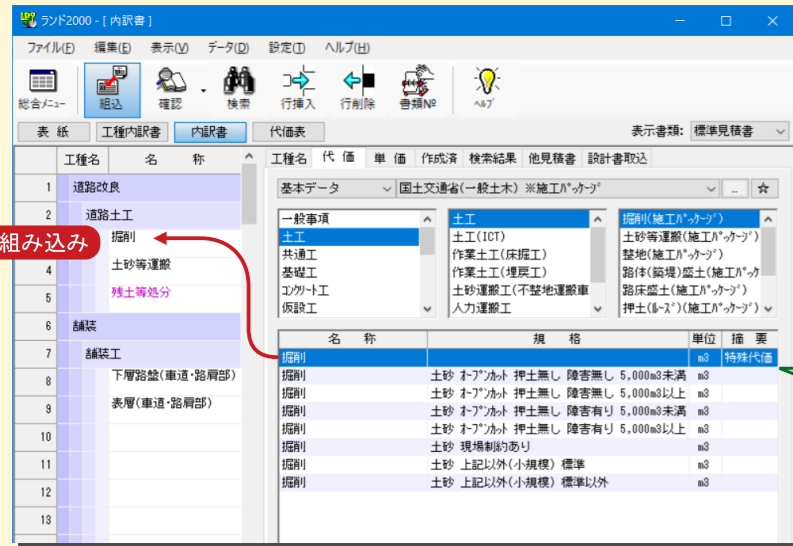 ランド2000 - [ 内訳書 ]
ファイル(F) 編集(E) 表示(V) データ(D) 設定(T) ヘルプ(H)
総合ﾒﾆｭｰ 組込 確認 検索 行挿入 行削除 書類№ ﾍﾙﾌﾟ
表 紙 工種内訳書 内訳書 代価表 表示書類: 標準見積書
工種名 名 称
1 道路改良
2 道路土工
組み込み 掘削
4 土砂等運搬
5 残土等処分
6 舗装
7 舗装工
8 下層路盤(車道・路肩部)
9 表層(車道・路肩部)
10
11
12
13
工種名 代 価 単 価 作成済 検索結果 他見積書 設計書取込
基本データ 国土交通省(一般土木) ※施工ﾊﾟｯｹｰｼﾞ ... ☆
一般事項
土工
共通工
基礎工
ｺﾝｸﾘｰﾄ工
仮設工
土工
土工(ICT)
作業土工(床掘工)
作業土工(埋戻工)
土砂運搬工(不整地運搬車
人力運搬工
掘削(施工ﾊﾟｯｹｰｼﾞ)
土砂等運搬(施工ﾊﾟｯｹｰｼﾞ)
整地(施工ﾊﾟｯｹｰｼﾞ)
路体(築堤)盛土(施工ﾊﾟｯｹ
路床盛土(施工ﾊﾟｯｹｰｼﾞ)
押土(ﾙｰｽﾞ)(施工ﾊﾟｯｹｰｼﾞ)
名 称 規 格 単位 摘 要
掘削 m3 特殊代価
掘削 土砂 ｵｰﾌﾟﾝｶｯﾄ 押土無し 障害無し 5,000m3未満 m3
掘削 土砂 ｵｰﾌﾟﾝｶｯﾄ 押土無し 障害無し 5,000m3以上 m3
掘削 土砂 ｵｰﾌﾟﾝｶｯﾄ 押土無し 障害有り 5,000m3未満 m3
掘削 土砂 ｵｰﾌﾟﾝｶｯﾄ 押土無し 障害有り 5,000m3以上 m3
掘削 土砂 現場制約あり m3
掘削 土砂 上記以外(小規模) 標準 m3
掘削 土砂 上記以外(小規模) 標準以外 m3